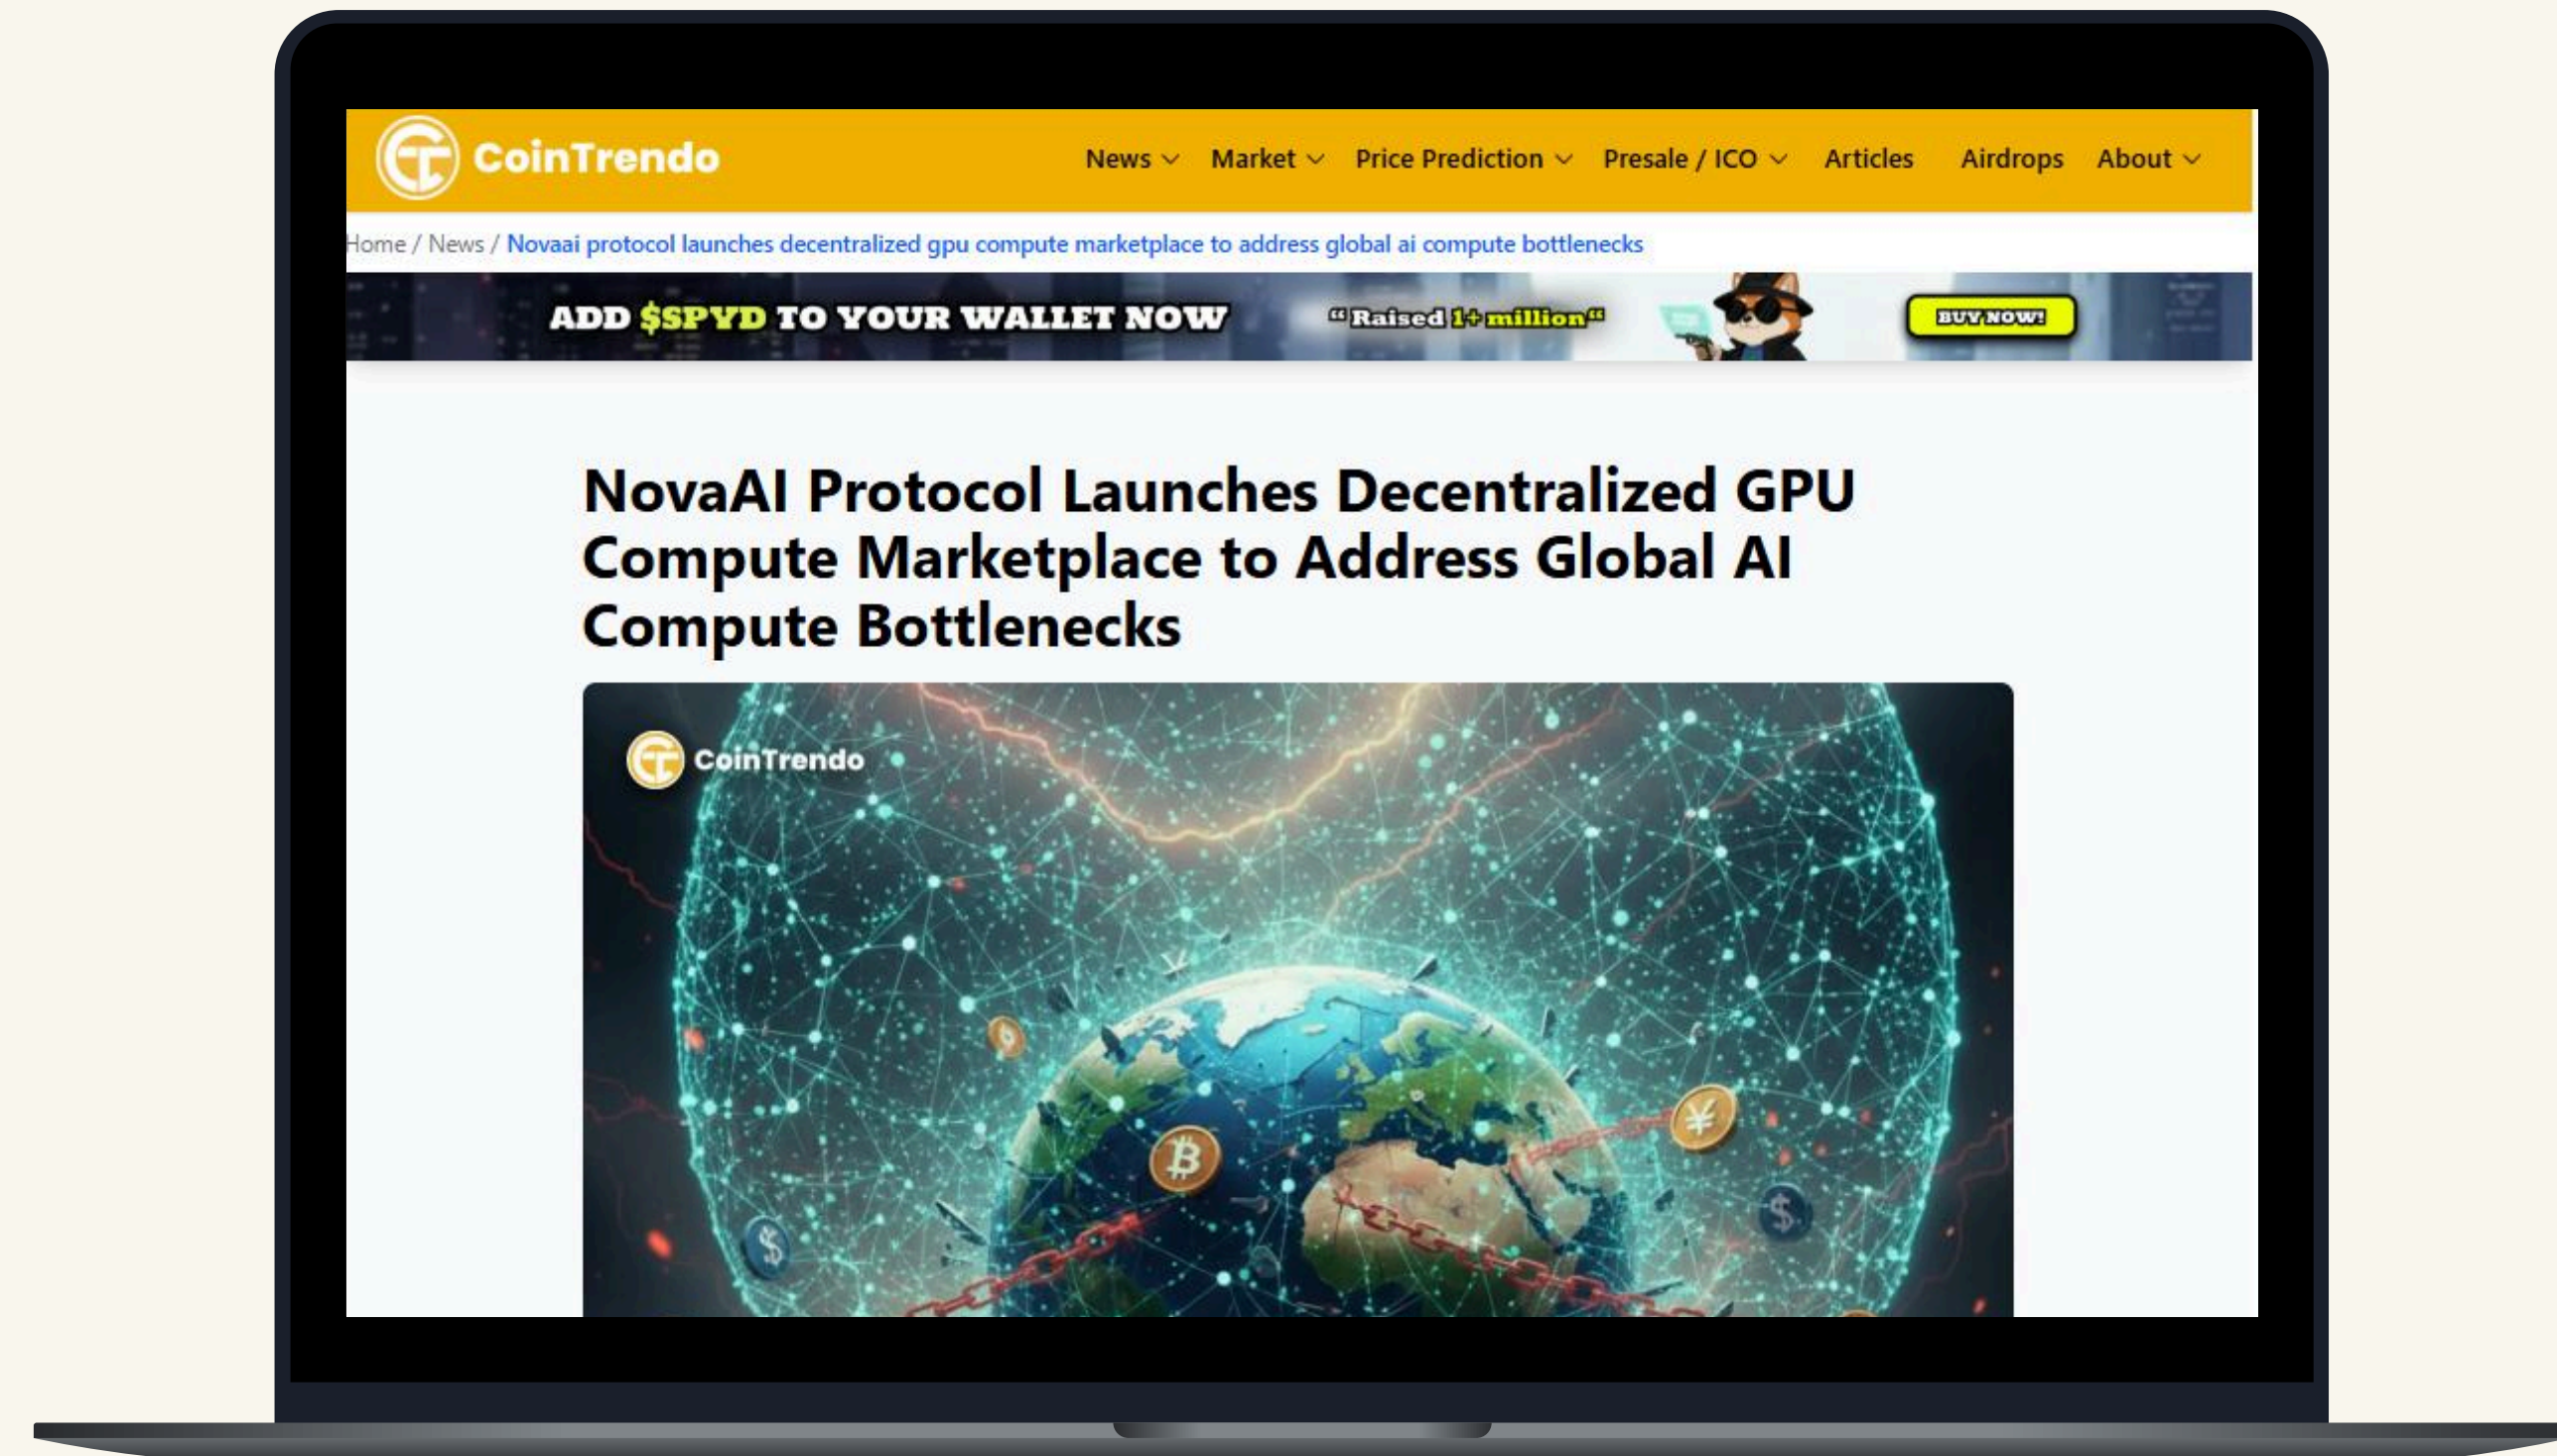 CoinTrendo
News Market Price Prediction Presale / ICO Articles Airdrops About
Home / News / Novaai protocol launches decentralized gpu compute marketplace to address global ai compute bottlenecks
ADD $SPYD TO YOUR WALLET NOW “Raised 1+ million“ BUY NOW!
NovaAI Protocol Launches Decentralized GPU
Compute Marketplace to Address Global AI
Compute Bottlenecks
CoinTrendo